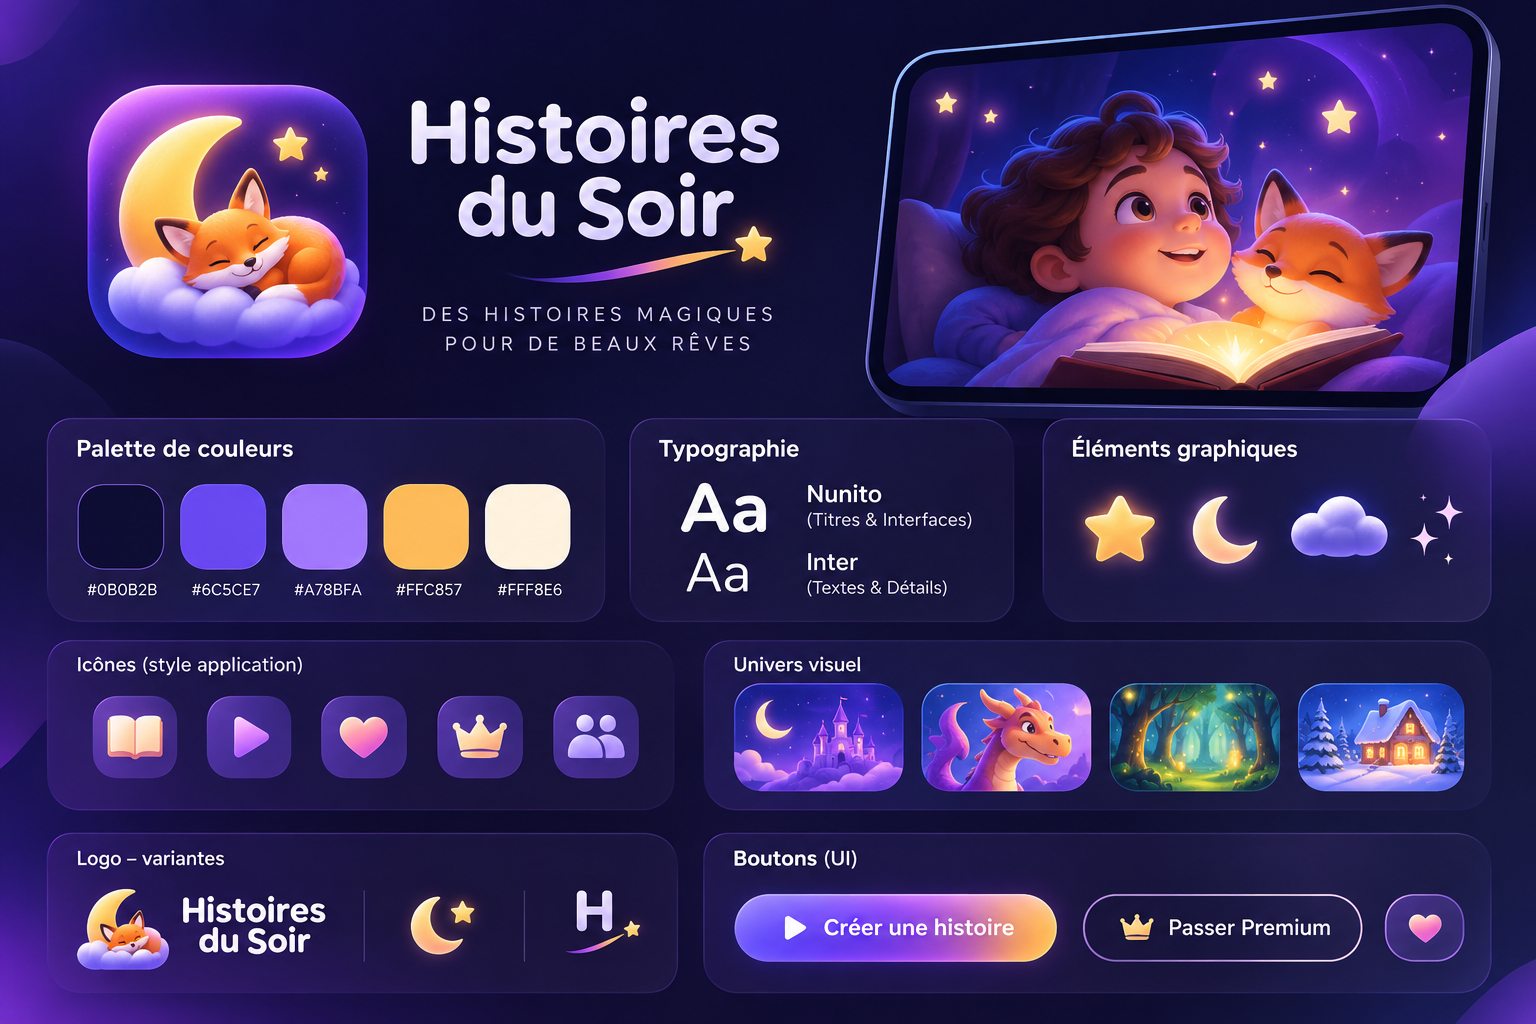 Histoires
du Soir
DES HISTOIRES MAGIQUES
POUR DE BEAUX RÊVES
Palette de couleurs
#0B0B2B
#6C5CE7
#A78BFA
#FFC857
#FFF8E6
Typographie
Aa
Nunito
(Titres & Interfaces)
Aa
Inter
(Textes & Détails)
Éléments graphiques
Icônes (style application)
Univers visuel
Logo – variantes
Histoires
du Soir
H
Boutons (UI)
Créer une histoire
Passer Premium